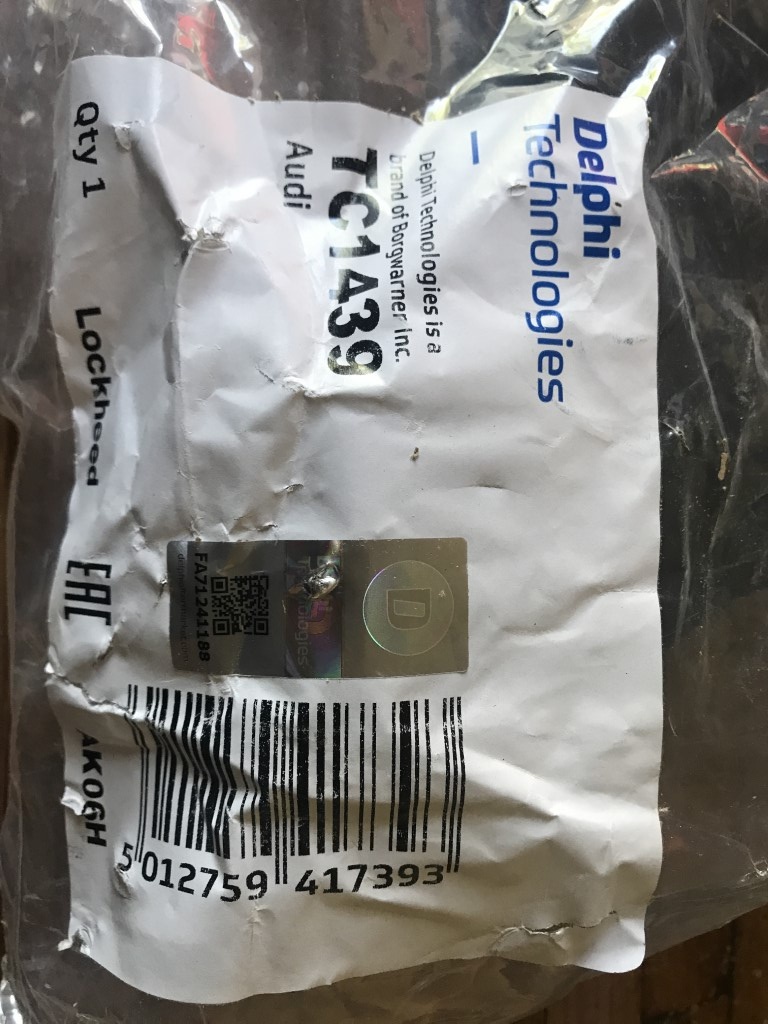 Delphi
Technologies
Delphi Technologies is a
brand of Borgwarner Inc.
TC1439
Audi
Qty 1
Lockheed
EAC
AK06H
D
Technologies
FA71241188
5 012759 417393